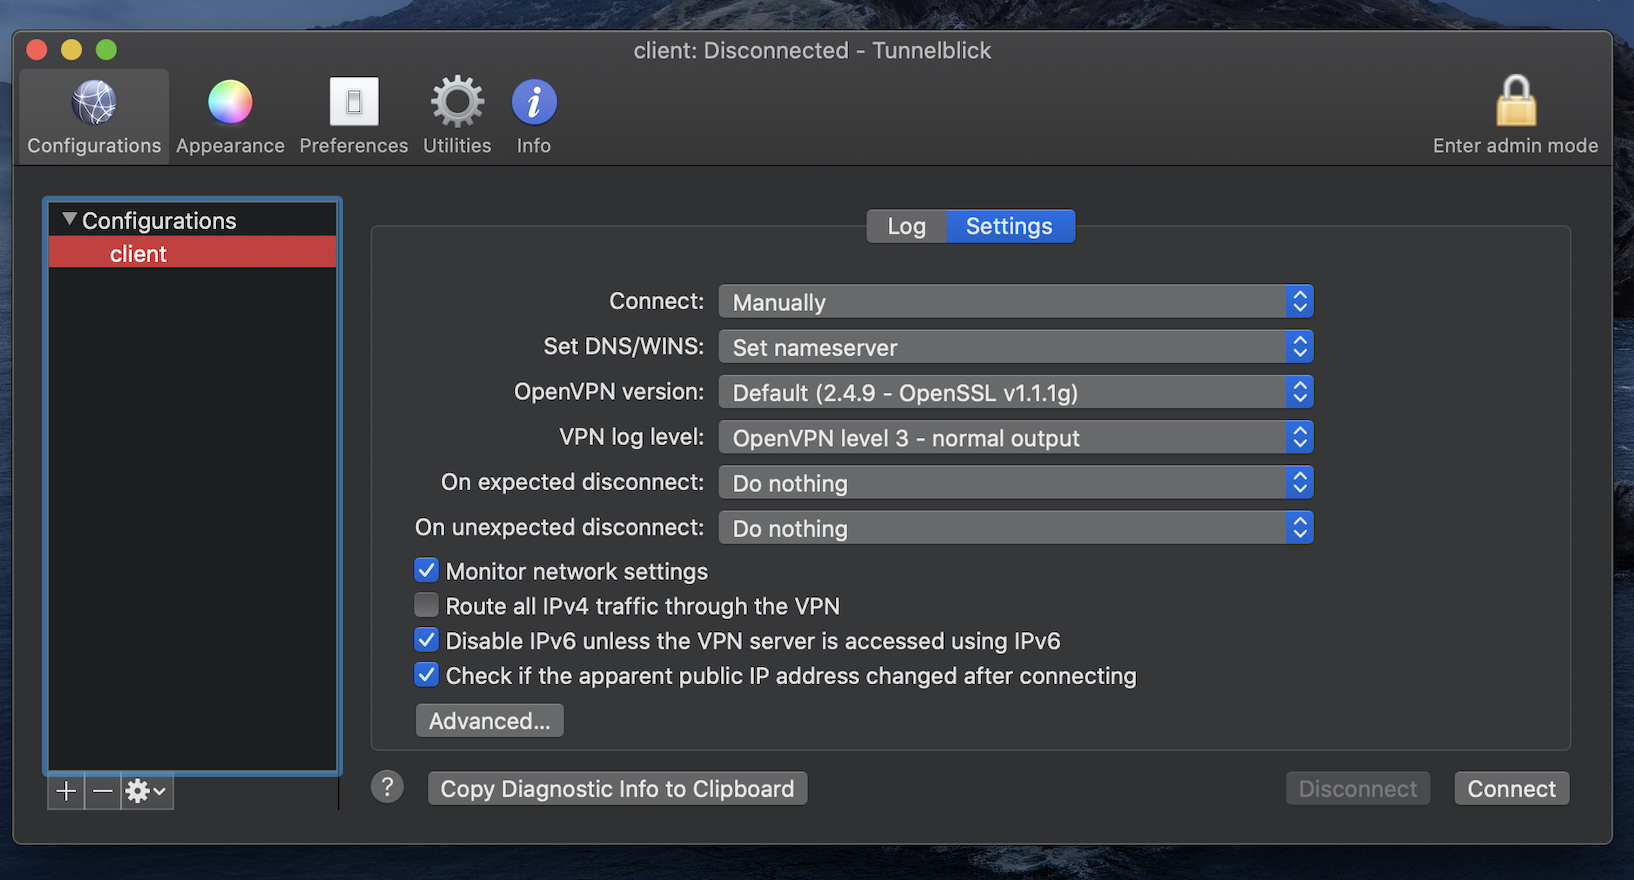 client: Disconnected - Tunnelblick
Configurations
Appearance
Preferences
Utilities
Info
Enter admin mode
Configurations
client
Log
Settings
Connect: Manually
Set DNS/WINS: Set nameserver
OpenVPN version: Default (2.4.9 - OpenSSL v1.1.1g)
VPN log level: OpenVPN level 3 - normal output
On expected disconnect: Do nothing
On unexpected disconnect: Do nothing
Monitor network settings
Route all IPv4 traffic through the VPN
Disable IPv6 unless the VPN server is accessed using IPv6
Check if the apparent public IP address changed after connecting
Advanced...
?
Copy Diagnostic Info to Clipboard
Disconnect
Connect